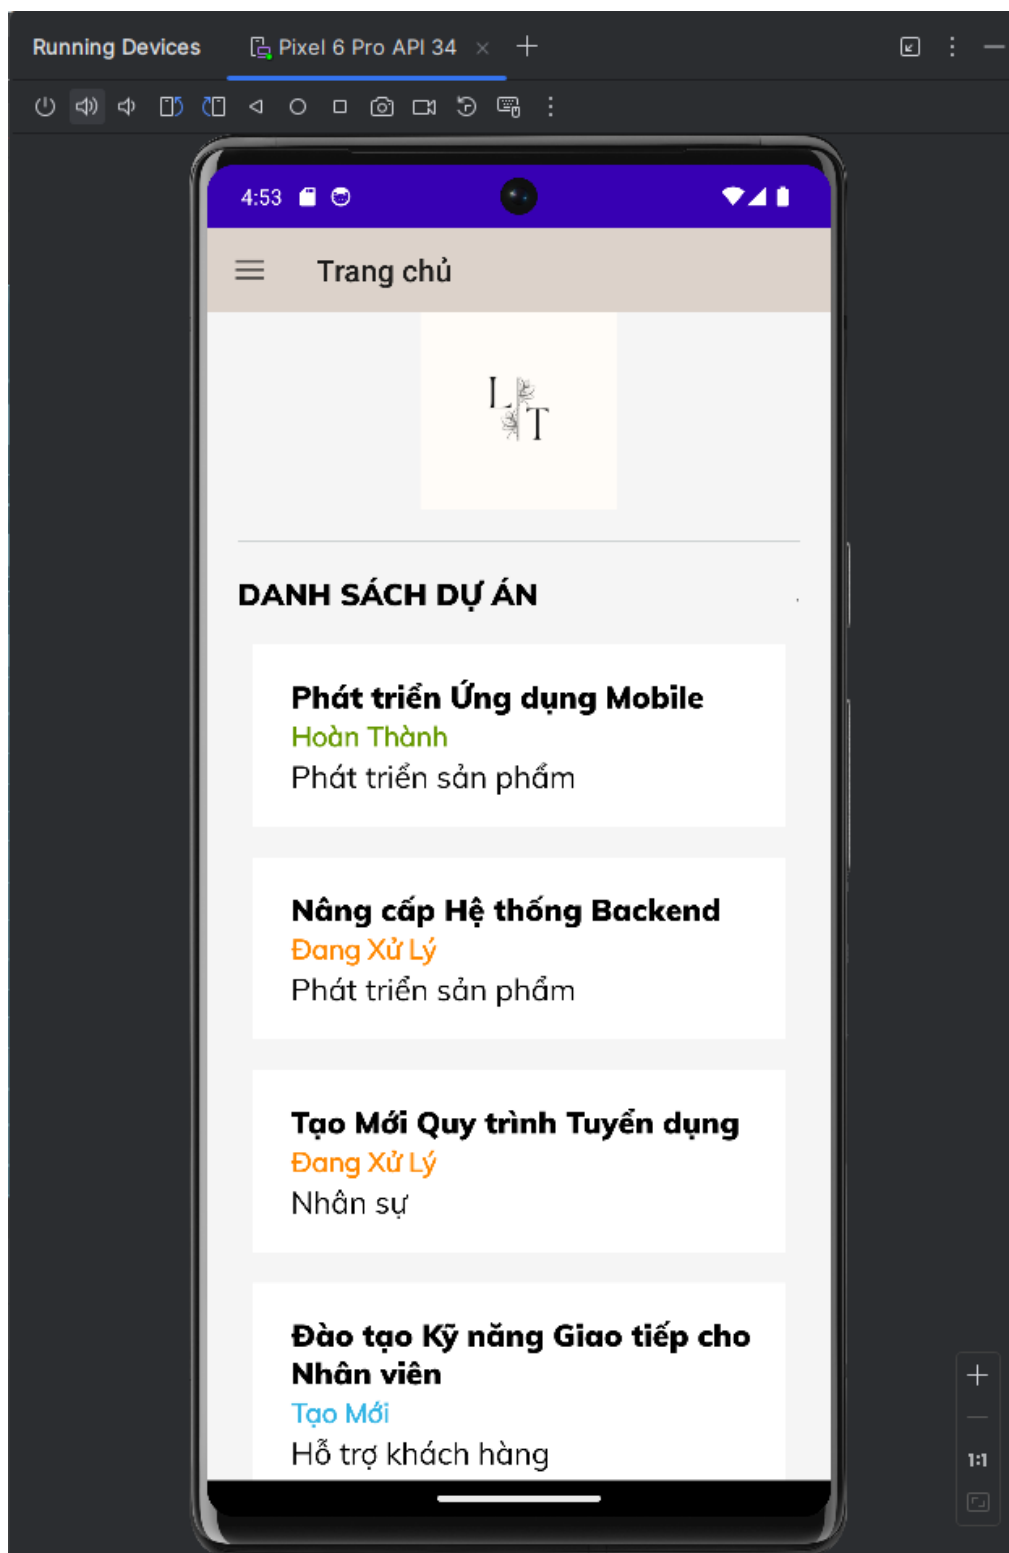 Running Devices
Pixel 6 Pro API 34
4:53
Trang chủ
L
T
DANH SÁCH DỰ ÁN
Phát triển Ứng dụng Mobile
Hoàn Thành
Phát triển sản phẩm
Nâng cấp Hệ thống Backend
Đang Xử Lý
Phát triển sản phẩm
Tạo Mới Quy trình Tuyển dụng
Đang Xử Lý
Nhân sự
Đào tạo Kỹ năng Giao tiếp cho
Nhân viên
Tạo Mới
Hỗ trợ khách hàng
1:1